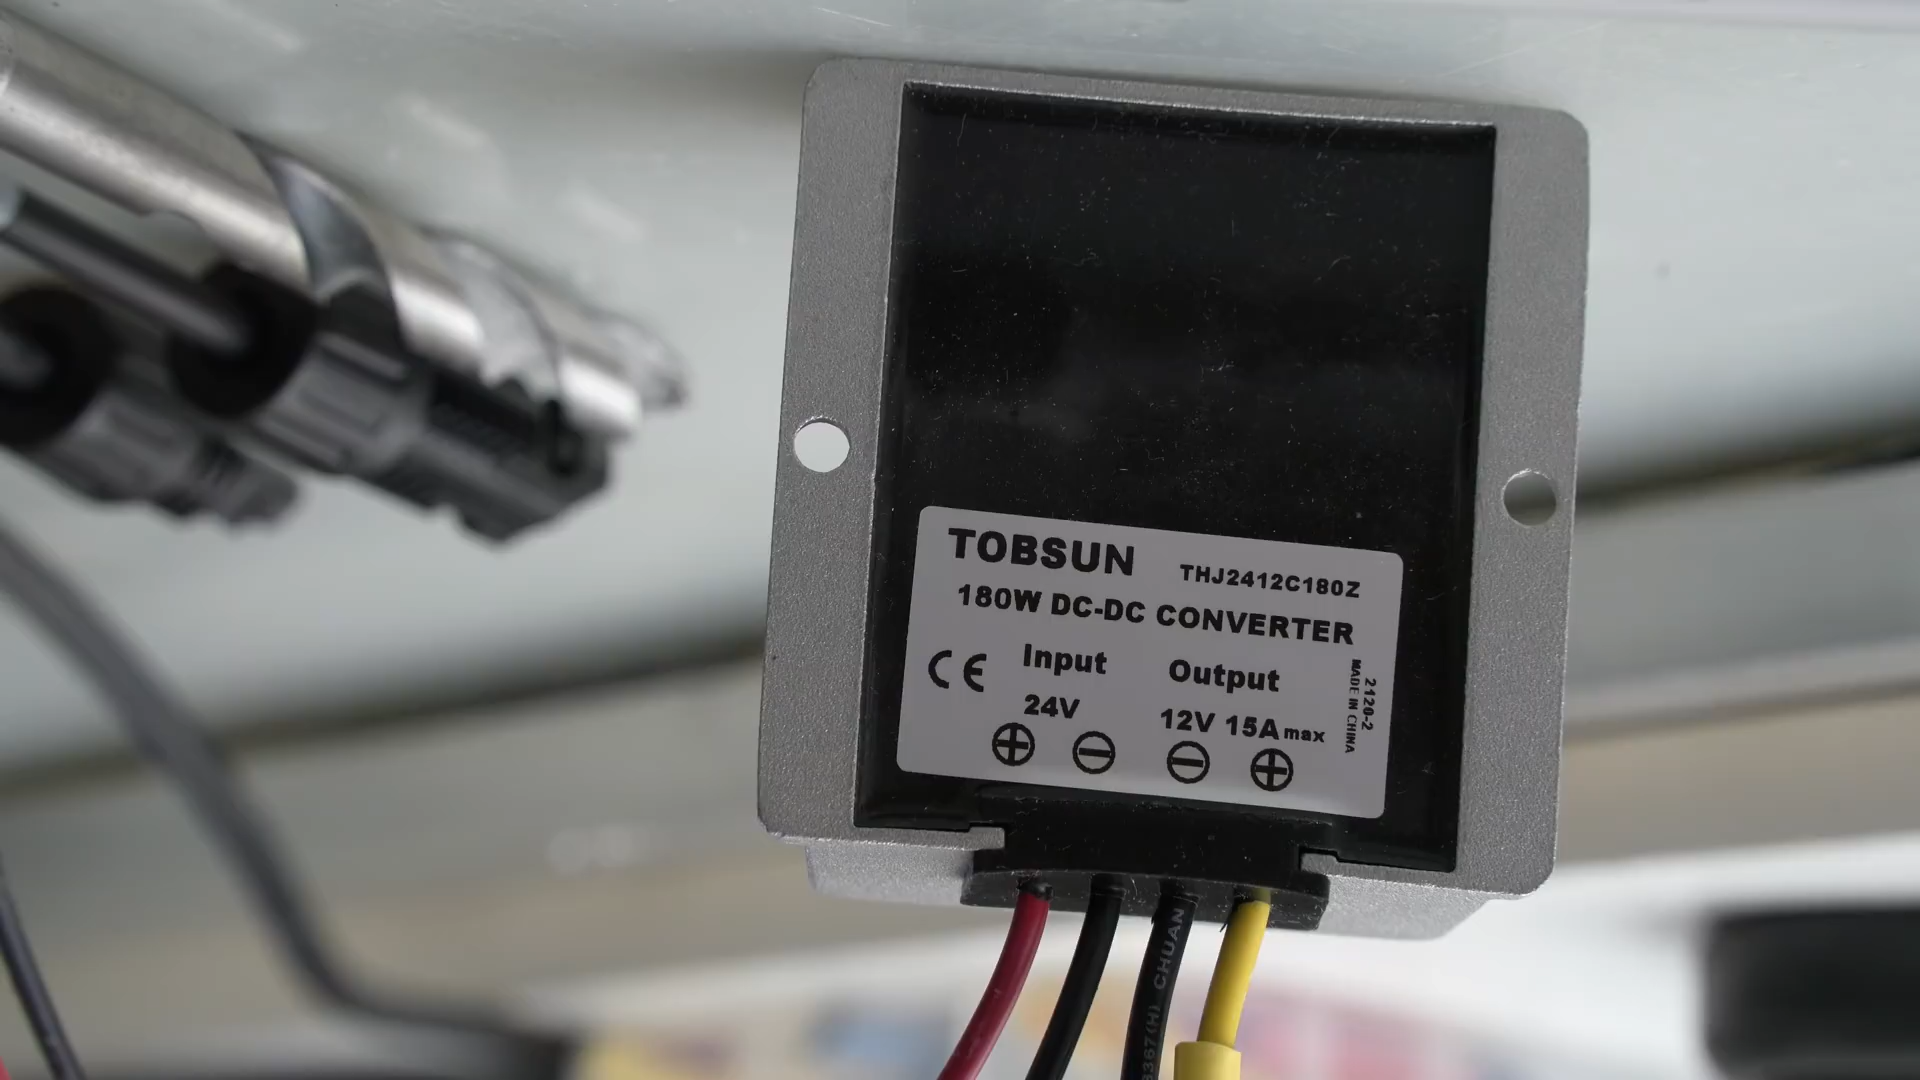 TOBSUN THJ2412C180Z
180W DC-DC CONVERTER
CE Input Output
24V 12V 15A max
2120-2
MADE IN CHINA
3367(H) CHUAN